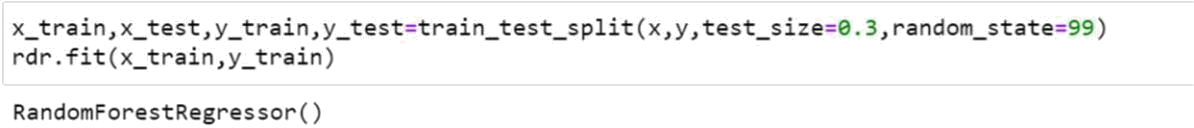 x_train,x_test,y_train,y_test=train_test_split(x,y,test_size=0.3,random_state=99)
rdr.fit(x_train,y_train)
RandomForestRegressor()